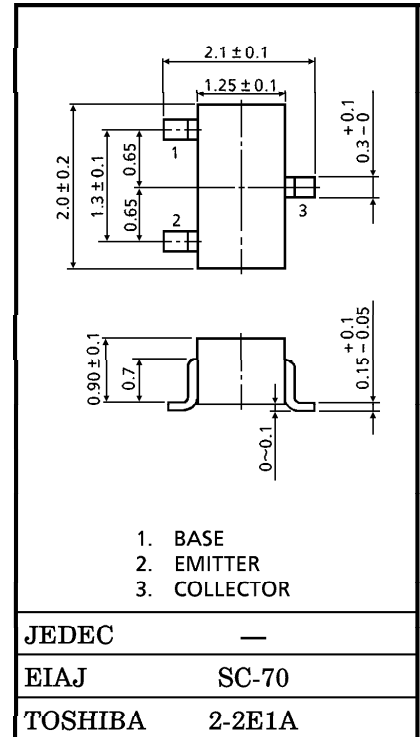 2.1±0.1
1.25±0.1
+0.1
0.3-0
2.0±0.2
1.3±0.1
0.65
0.65
1
2
3
0.90±0.1
0.7
+0.1
0.15-0.05
0~0.1
1. BASE
2. EMITTER
3. COLLECTOR
JEDEC —
EIAJ SC-70
TOSHIBA 2-2E1A